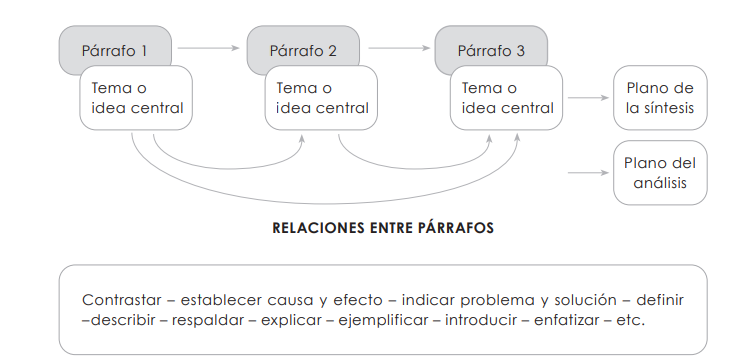 Párrafo 1
Párrafo 2
Párrafo 3
Tema o
idea central
Tema o
idea central
Tema o
idea central
Plano de
la síntesis
Plano del
análisis
RELACIONES ENTRE PÁRRAFOS
Contrastar – establecer causa y efecto – indicar problema y solución – definir
–describir – respaldar – explicar – ejemplificar – introducir – enfatizar – etc.